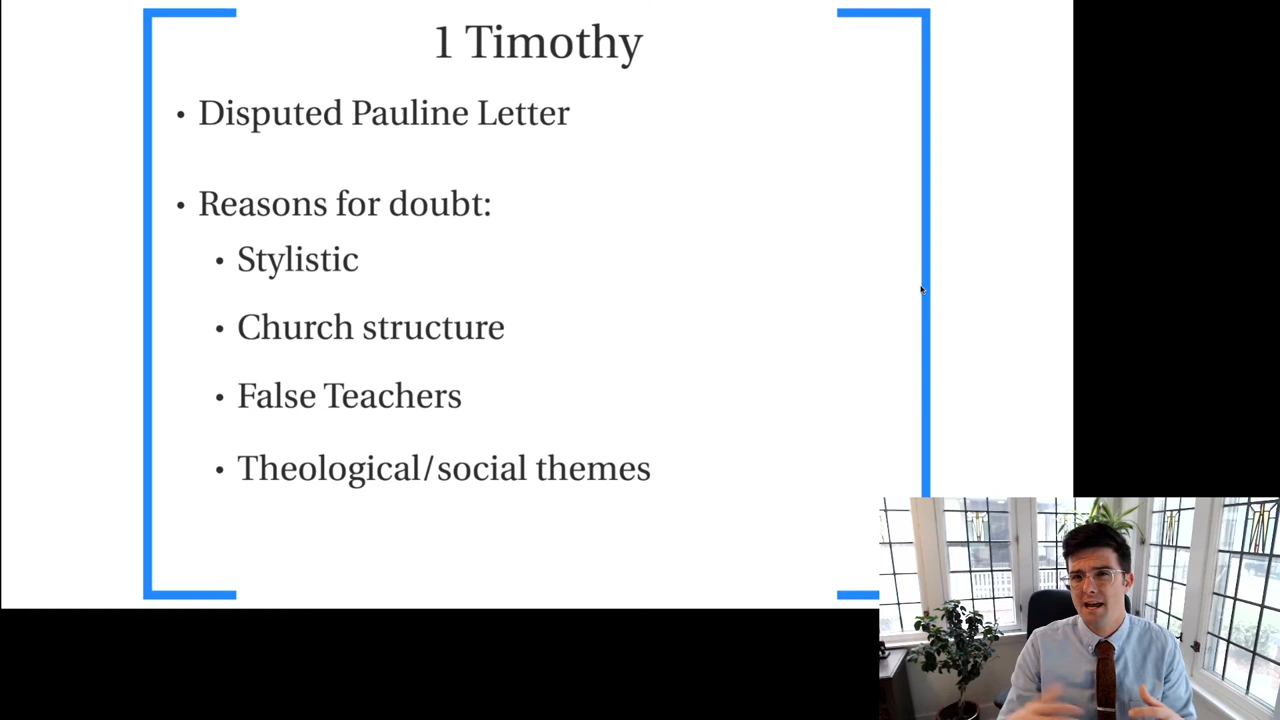 1 Timothy
• Disputed Pauline Letter
• Reasons for doubt:
• Stylistic
• Church structure
• False Teachers
• Theological/social themes